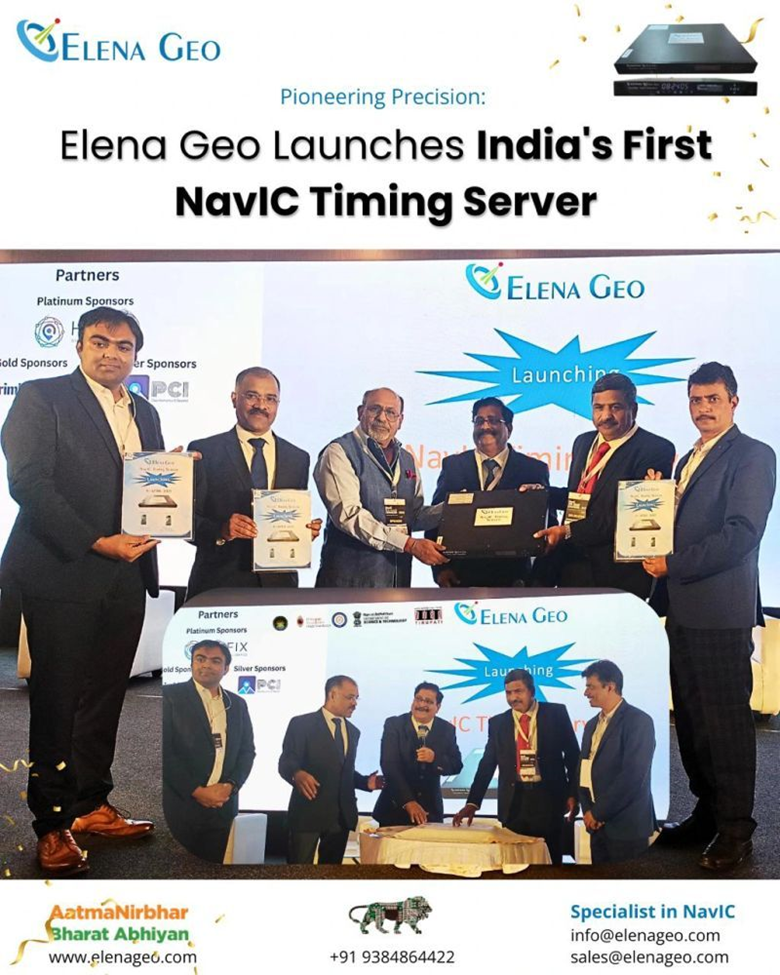 ELENA GEO
Pioneering Precision:
Elena Geo Launches India's First
NavIC Timing Server
Partners
Platinum Sponsors
ELENA GEO
Launching
Sponsors
Sponsors
PCI
Partners
Platinum Sponsors
FIX
ELENA GEO
Silver Sponsors
PCI
AatmaNirbhar
Bharat Abhiyan
www.elenageo.com
+91 9384864422
Specialist in NavIC
info@elenageo.com
sales@elenageo.com